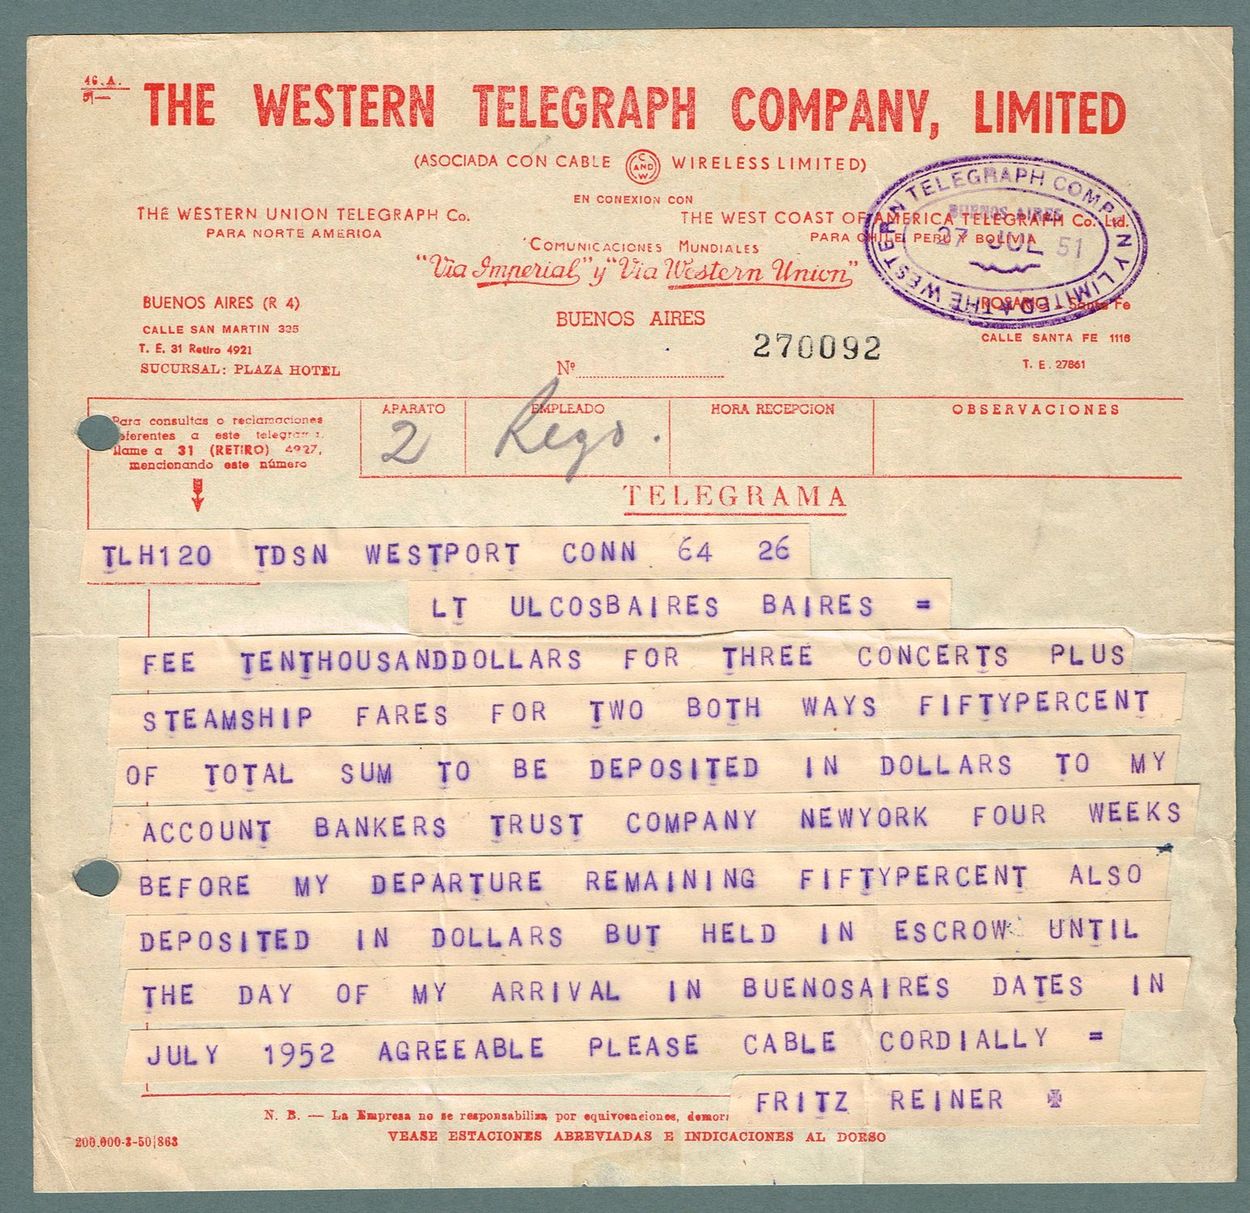 46.A.
THE WESTERN TELEGRAPH COMPANY, LIMITED
(ASOCIADA CON CABLE C AND W WIRELESS LIMITED)
EN CONEXION CON
THE WESTERN UNION TELEGRAPH Co.
PARA NORTE AMERICA
THE WEST COAST OF AMERICA TELEGRAPH Co. Ltd.
PARA CHILE, PERU Y BOLIVIA
COMUNICACIONES MUNDIALES
"Via Imperial" y "Via Western Union"
THE WESTERN TELEGRAPH COMPANY LIMITED
BUENOS AIRES
27 JUL 51
BUENOS AIRES (R 4)
CALLE SAN MARTIN 335
T. E. 31 Retiro 4921
SUCURSAL: PLAZA HOTEL
BUENOS AIRES
Nº
270092
ROSARIO - Santa Fe
CALLE SANTA FE 1116
T. E. 27861
Para consultas o reclamaciones
eferentes a este telegrama,
llame a 31 (RETIRO) 4927,
mencionando este número
APARATO
2
EMPLEADO
HORA RECEPCION
OBSERVACIONES
TELEGRAMA
TLH120 TDSN WESTPORT CONN 64 26
LT ULCOSBAIRES BAIRES =
FEE TENTHOUSANDDOLLARS FOR THREE CONCERTS PLUS
STEAMSHIP FARES FOR TWO BOTH WAYS FIFTYPERCENT
OF TOTAL SUM TO BE DEPOSITED IN DOLLARS TO MY
ACCOUNT BANKERS TRUST COMPANY NEWYORK FOUR WEEKS
BEFORE MY DEPARTURE REMAINING FIFTYPERCENT ALSO
DEPOSITED IN DOLLARS BUT HELD IN ESCROW UNTIL
THE DAY OF MY ARRIVAL IN BUENOSAIRES DATES IN
JULY 1952 AGREEABLE PLEASE CABLE CORDIALLY =
FRITZ REINER
N. B. — La Empresa no se responsabiliza por equivocaciones, demor
VEASE ESTACIONES ABREVIADAS E INDICACIONES AL DORSO
200.000-3-50|863